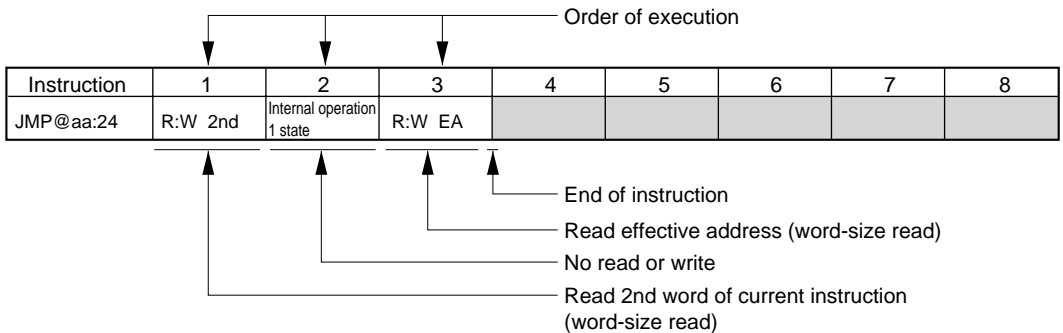 Order of execution
Instruction 1 2 3 4 5 6 7 8
JMP@aa:24 R:W 2nd Internal operation 1 state R:W EA
End of instruction
Read effective address (word-size read)
No read or write
Read 2nd word of current instruction
(word-size read)